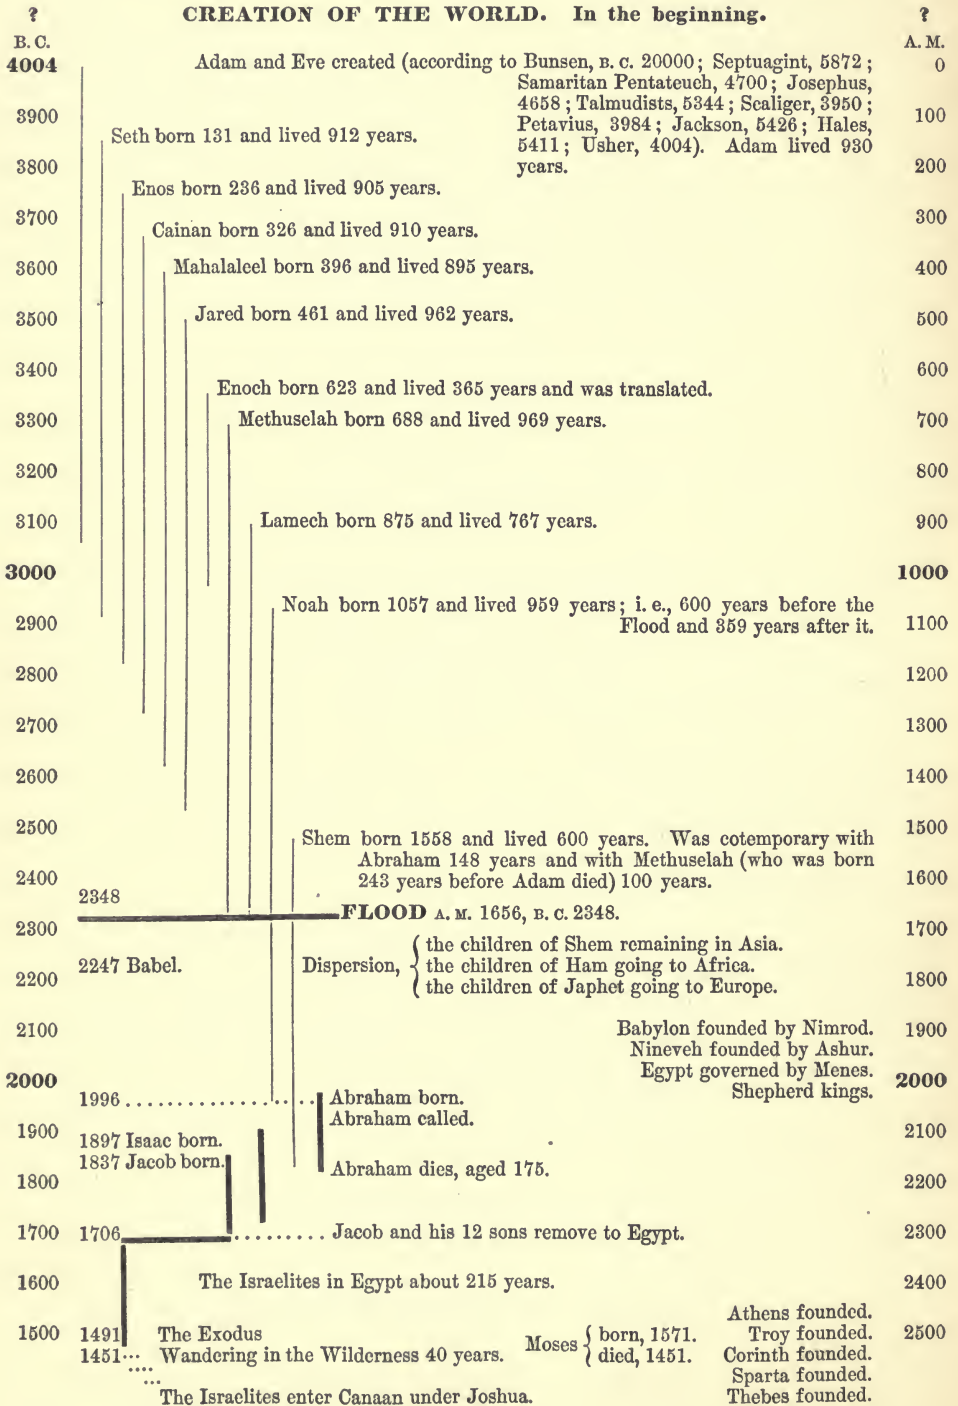 ? CREATION OF THE WORLD. In the beginning. ?
B. C. A. M.
4004 Adam and Eve created (according to Bunsen, B. C. 20000; Septuagint, 5872; 0
Samaritan Pentateuch, 4700; Josephus,
3900 4658; Talmudists, 5344; Scaliger, 3950; 100
Seth born 131 and lived 912 years. Petavius, 3984; Jackson, 5426; Hales,
5411; Usher, 4004). Adam lived 930
3800 years. 200
Enos born 236 and lived 905 years.
3700 300
Cainan born 326 and lived 910 years.
3600 Mahalaleel born 396 and lived 895 years. 400
3500 Jared born 461 and lived 962 years. 500
3400 600
Enoch born 623 and lived 365 years and was translated.
3300 Methuselah born 688 and lived 969 years. 700
3200 800
3100 Lamech born 875 and lived 767 years. 900
3000 1000
Noah born 1057 and lived 959 years; i. e., 600 years before the
2900 Flood and 359 years after it. 1100
2800 1200
2700 1300
2600 1400
2500 1500
Shem born 1558 and lived 600 years. Was cotemporary with
Abraham 148 years and with Methuselah (who was born
2400 243 years before Adam died) 100 years. 1600
2348
FLOOD A. M. 1656, B. C. 2348.
2300 1700
the children of Shem remaining in Asia.
2247 Babel. Dispersion, the children of Ham going to Africa.
2200 the children of Japhet going to Europe. 1800
2100 Babylon founded by Nimrod. 1900
Nineveh founded by Ashur.
Egypt governed by Menes.
2000 Shepherd kings. 2000
1996 Abraham born.
Abraham called.
1900 2100
1897 Isaac born.
1837 Jacob born. Abraham dies, aged 175.
1800 2200
1700 1706 Jacob and his 12 sons remove to Egypt. 2300
1600 The Israelites in Egypt about 215 years. 2400
Athens founded.
1500 1491 The Exodus Moses born, 1571. Troy founded. 2500
1451 Wandering in the Wilderness 40 years. died, 1451. Corinth founded.
Sparta founded.
The Israelites enter Canaan under Joshua. Thebes founded.